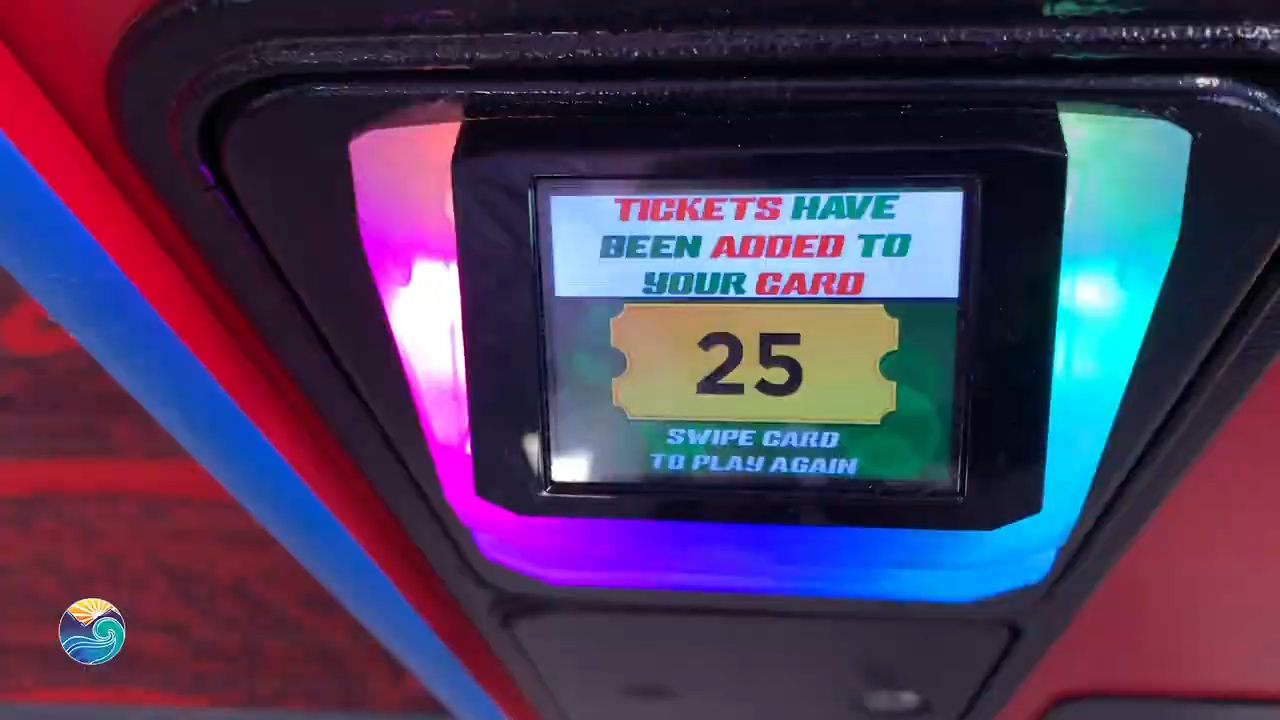 TICKETS HAVE
BEEN ADDED TO
YOUR CARD
25
SWIPE CARD
TO PLAY AGAIN